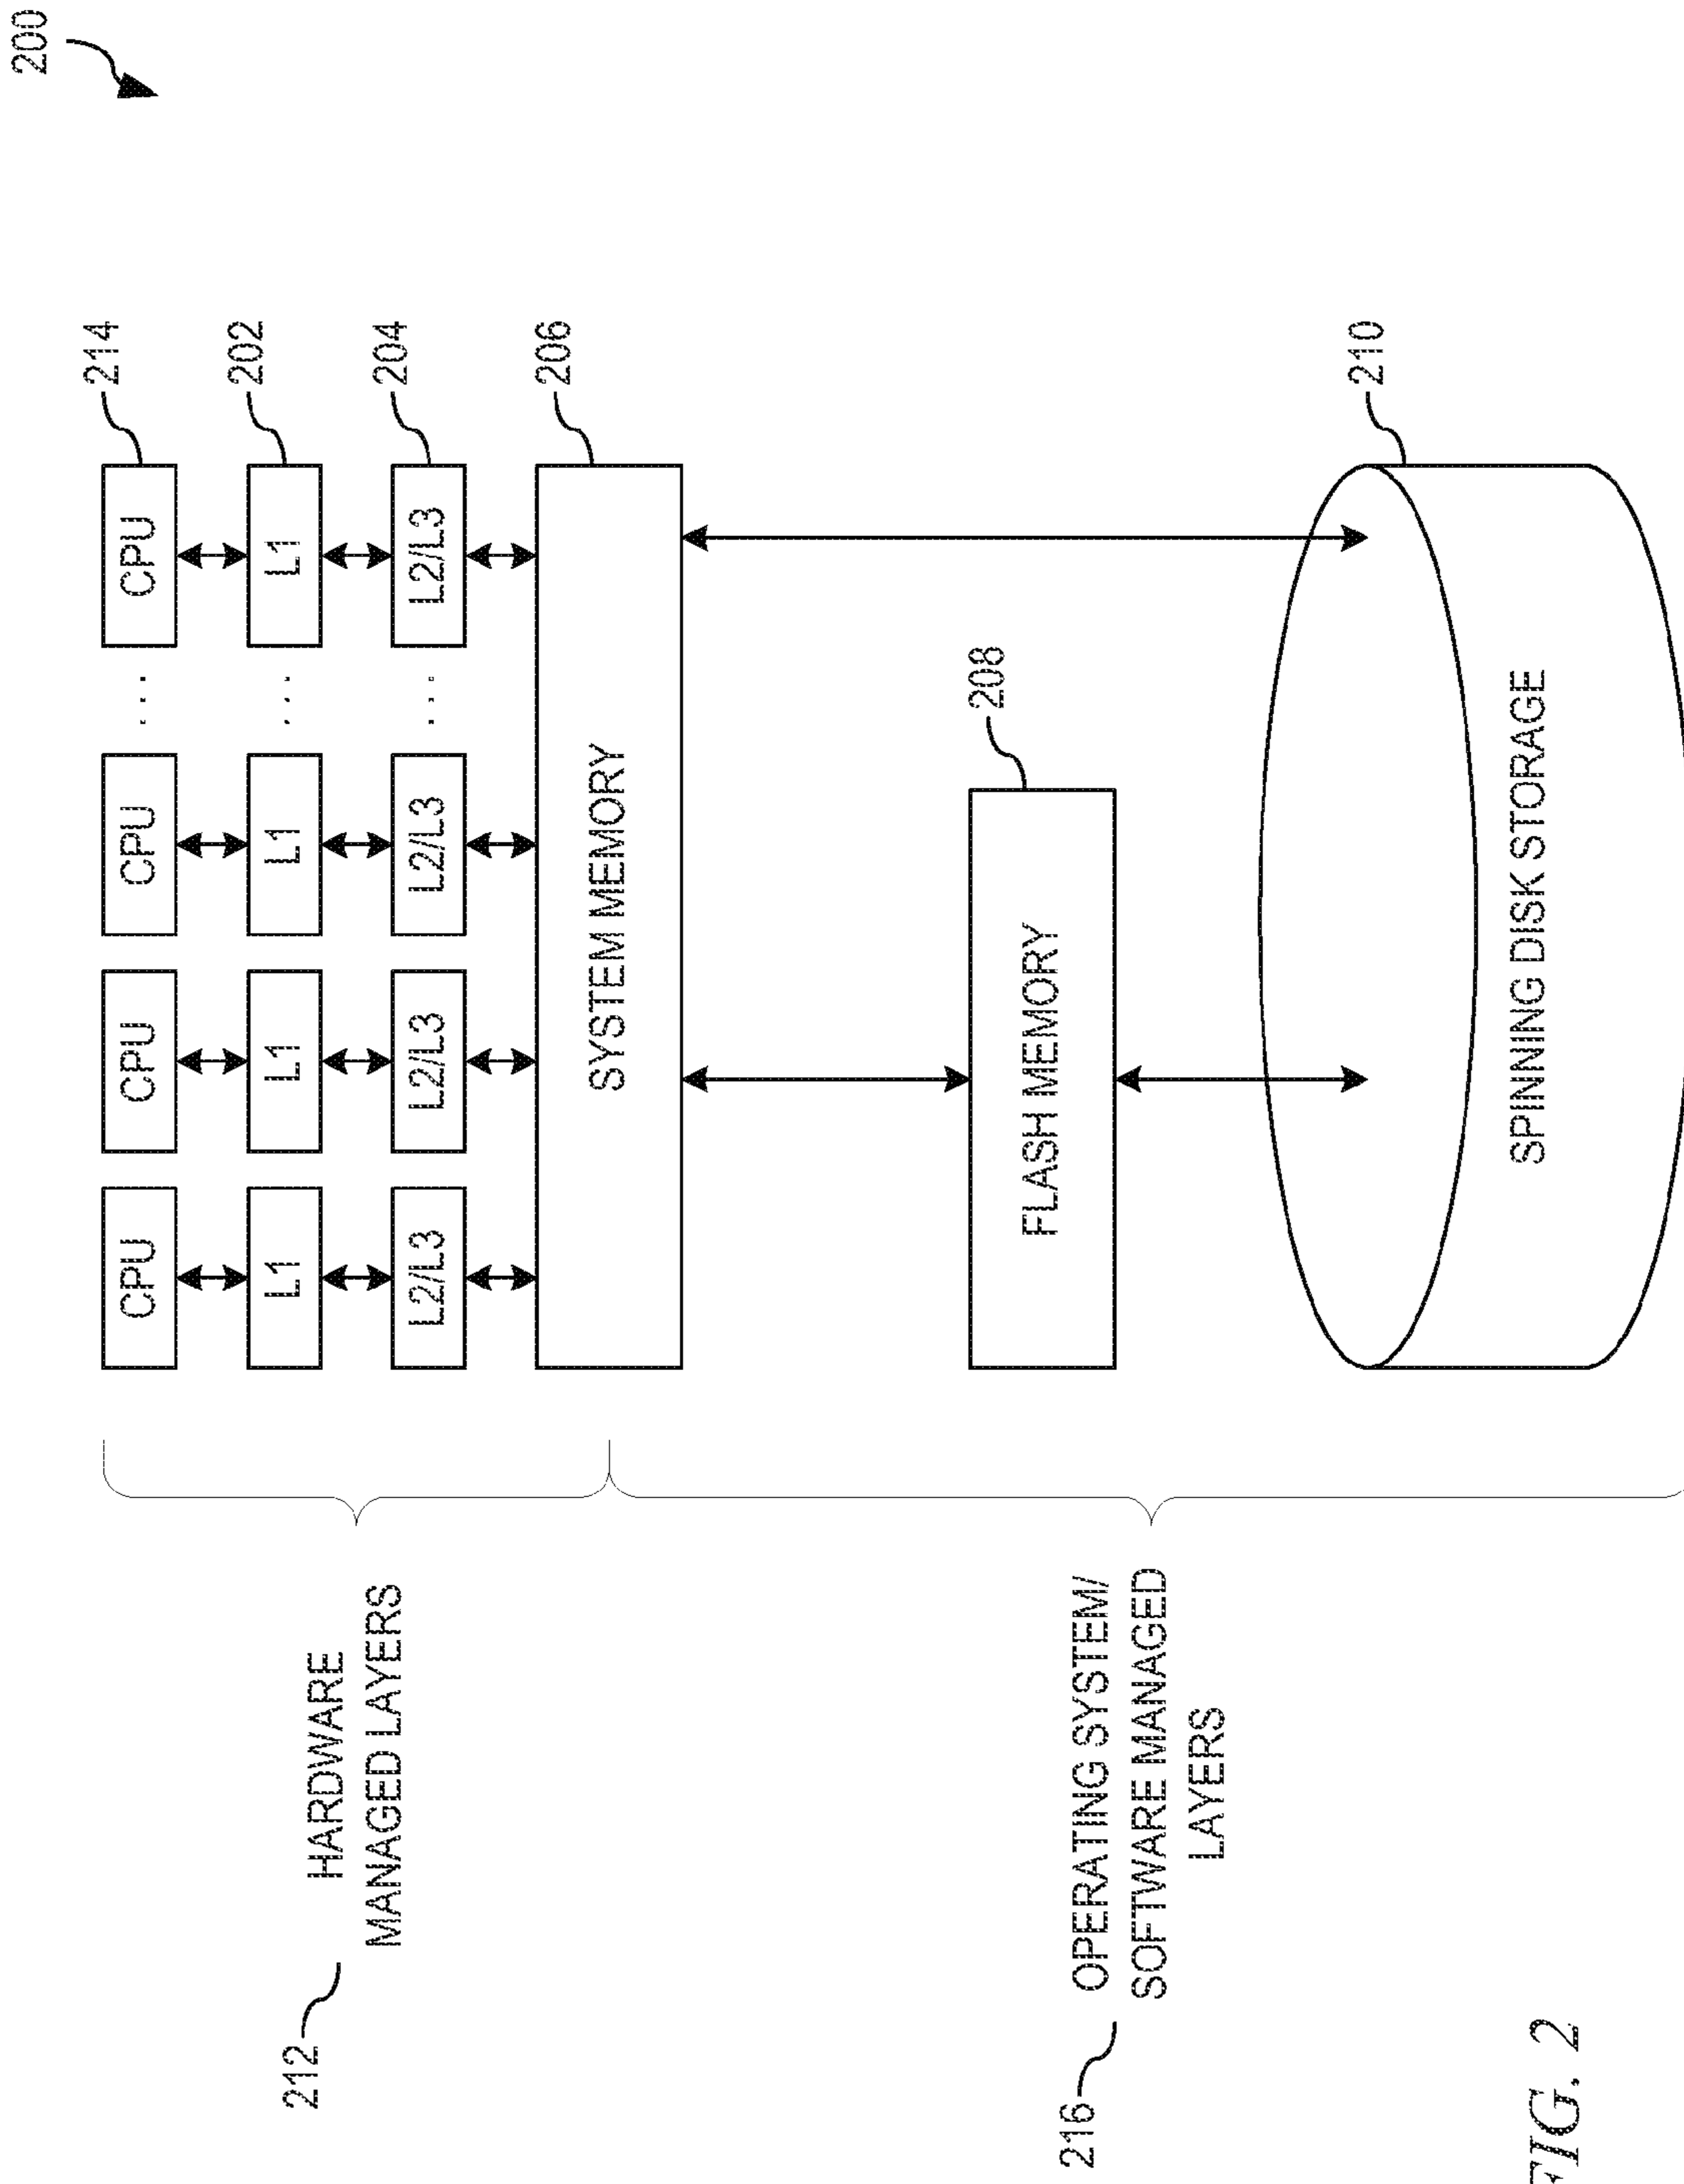 200
CPU
CPU
CPU
...
CPU
214
L1
L1
L1
...
L1
202
HARDWARE
MANAGED LAYERS
212
L2/L3
L2/L3
L2/L3
...
L2/L3
204
SYSTEM MEMORY
206
FLASH MEMORY
208
OPERATING SYSTEM/
SOFTWARE MANAGED
LAYERS
216
210
SPINNING DISK STORAGE
FIG. 2